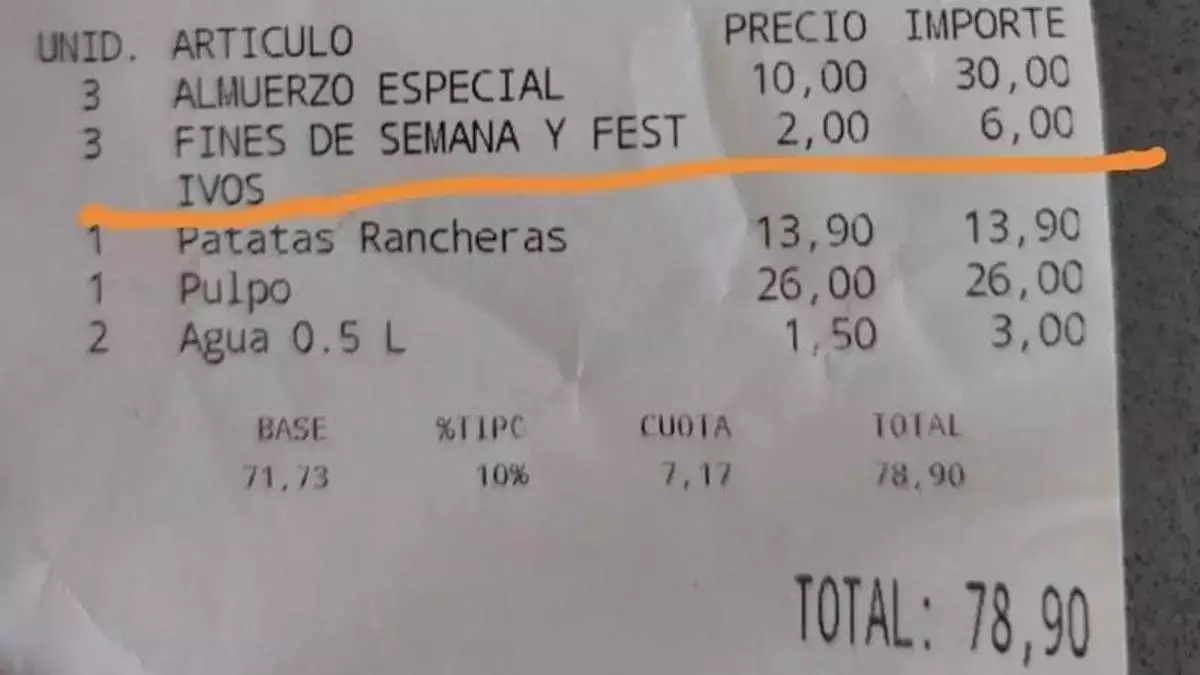 UNID. ARTICULO PRECIO IMPORTE
3 ALMUERZO ESPECIAL 10,00 30,00
3 FINES DE SEMANA Y FEST 2,00 6,00
IVOS
1 Patatas Rancheras 13,90 13,90
1 Pulpo 26,00 26,00
2 Agua 0.5 L 1,50 3,00
BASE %TIPO CUOTA TOTAL
71,73 10% 7,17 78,90
TOTAL: 78,90